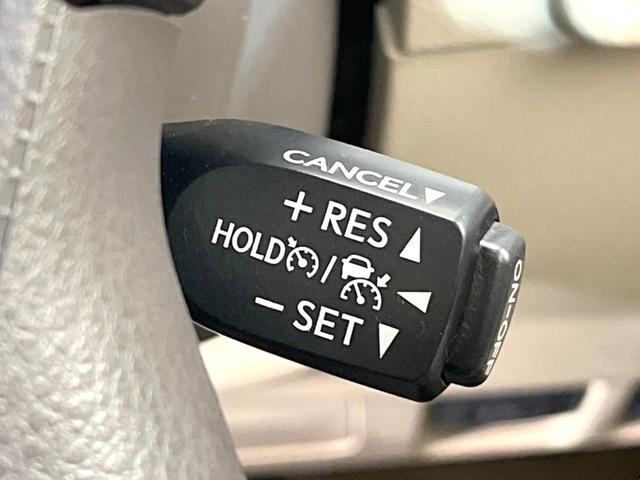 CANCEL▼
+ RES ▲
HOLD / ◀
− SET ▼
ON-OFF